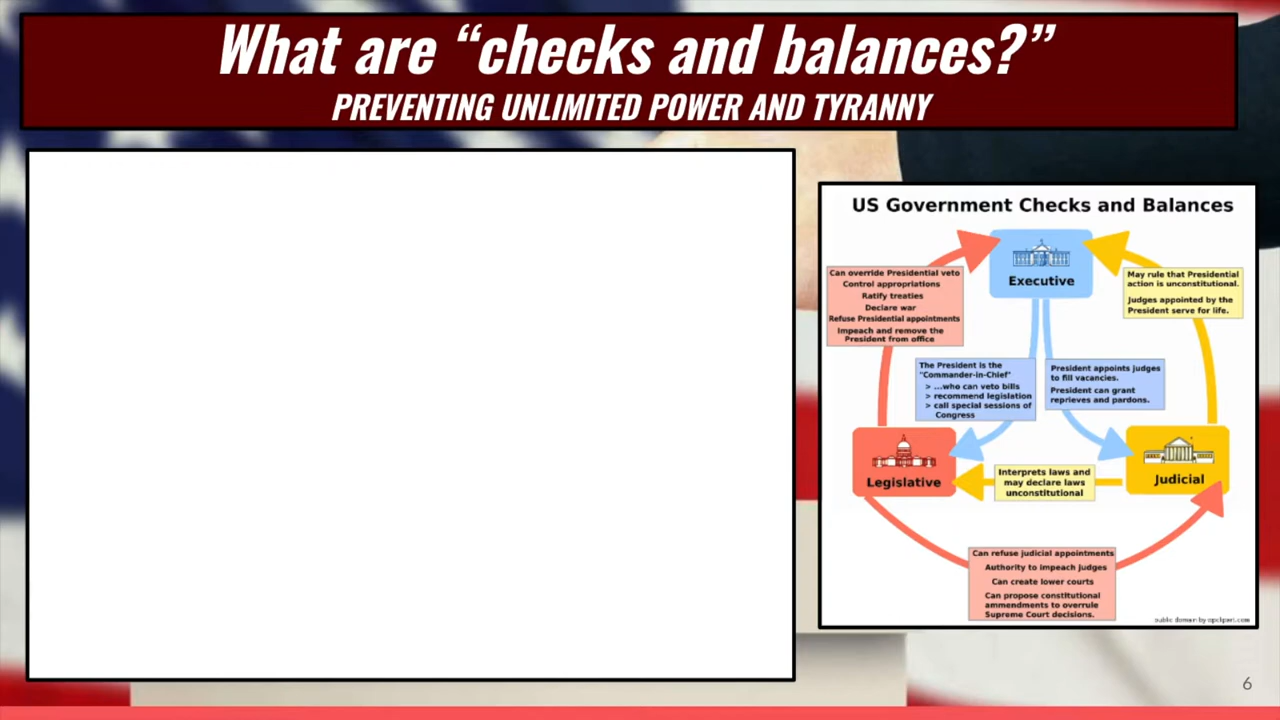 What are “checks and balances?”
PREVENTING UNLIMITED POWER AND TYRANNY
US Government Checks and Balances
Executive
Can override Presidential veto
Control appropriations
Ratify treaties
Declare war
Refuse Presidential appointments
Impeach and remove the
President from office
May rule that Presidential
action is unconstitutional.
Judges appointed by the
President serve for life.
The President is the
"Commander-in-Chief"
> ...who can veto bills
> recommend legislation
> call special sessions of
Congress
President appoints judges
to fill vacancies.
President can grant
reprieves and pardons.
Legislative
Interprets laws and
may declare laws
unconstitutional
Judicial
Can refuse judicial appointments
Authority to impeach judges
Can create lower courts
Can propose constitutional
ammendments to overrule
Supreme Court decisions.
public domain by
6